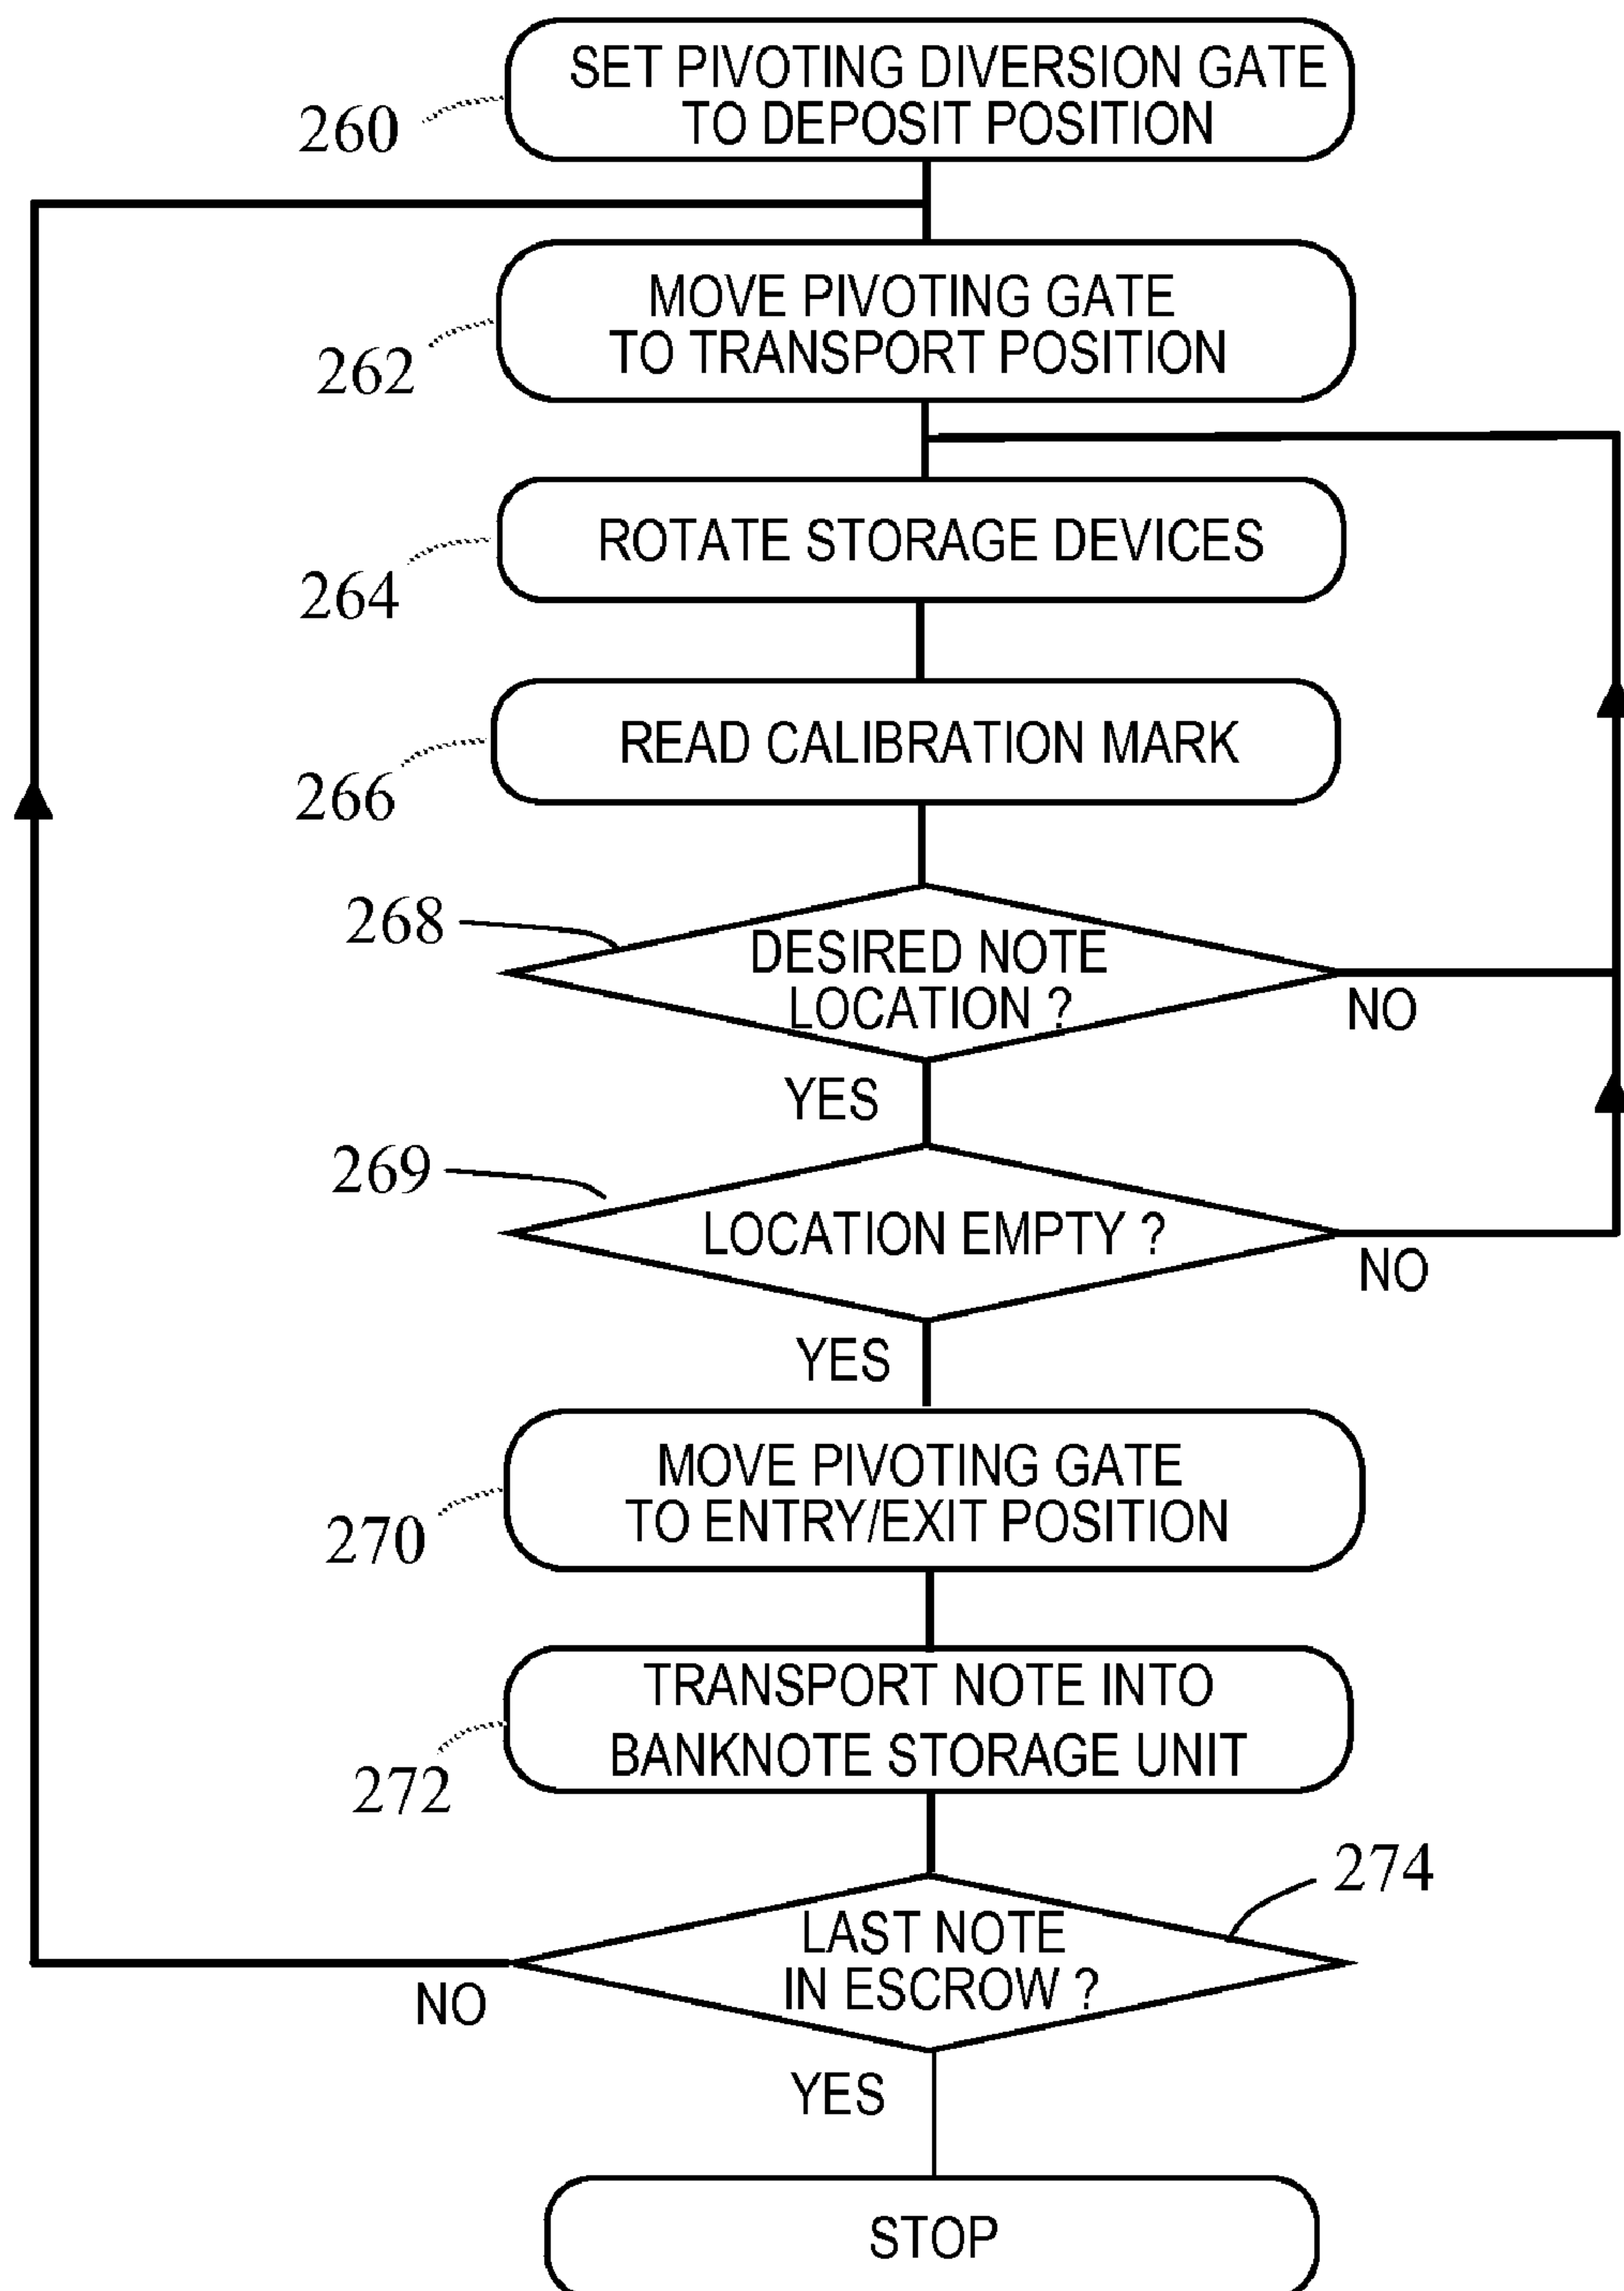 SET PIVOTING DIVERSION GATE
TO DEPOSIT POSITION
260
MOVE PIVOTING GATE
TO TRANSPORT POSITION
262
ROTATE STORAGE DEVICES
264
READ CALIBRATION MARK
266
268
DESIRED NOTE
LOCATION ?
NO
YES
269
LOCATION EMPTY ?
NO
YES
MOVE PIVOTING GATE
TO ENTRY/EXIT POSITION
270
TRANSPORT NOTE INTO
BANKNOTE STORAGE UNIT
272
274
LAST NOTE
IN ESCROW ?
NO
YES
STOP